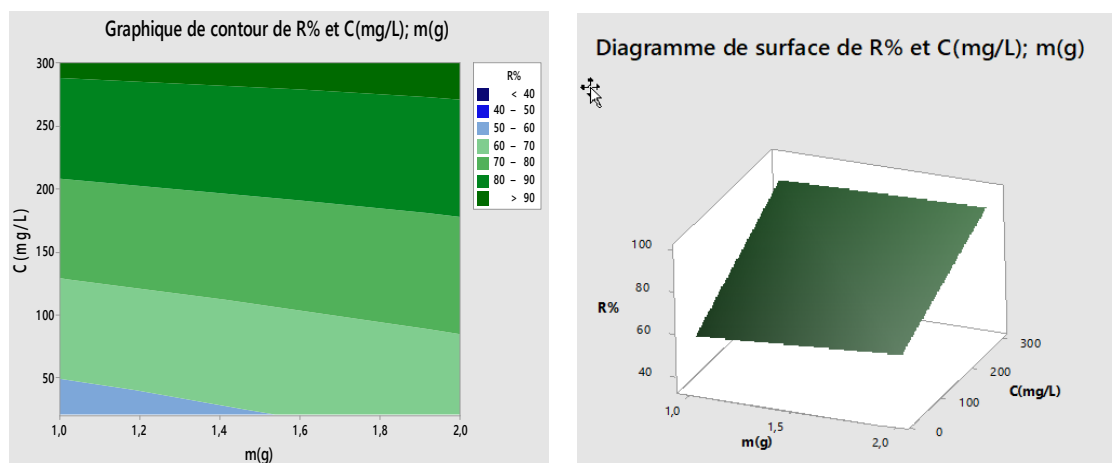 Graphique de contour de R% et C(mg/L); m(g)
300
250
200
150
100
50
C(mg/L)
1,0
1,2
1,4
1,6
1,8
2,0
m(g)
R%
< 40
40 – 50
50 – 60
60 – 70
70 – 80
80 – 90
> 90
Diagramme de surface de R% et C(mg/L); m(g)
100
80
60
40
R%
1,0
1,5
2,0
m(g)
0
100
200
300
C(mg/L)